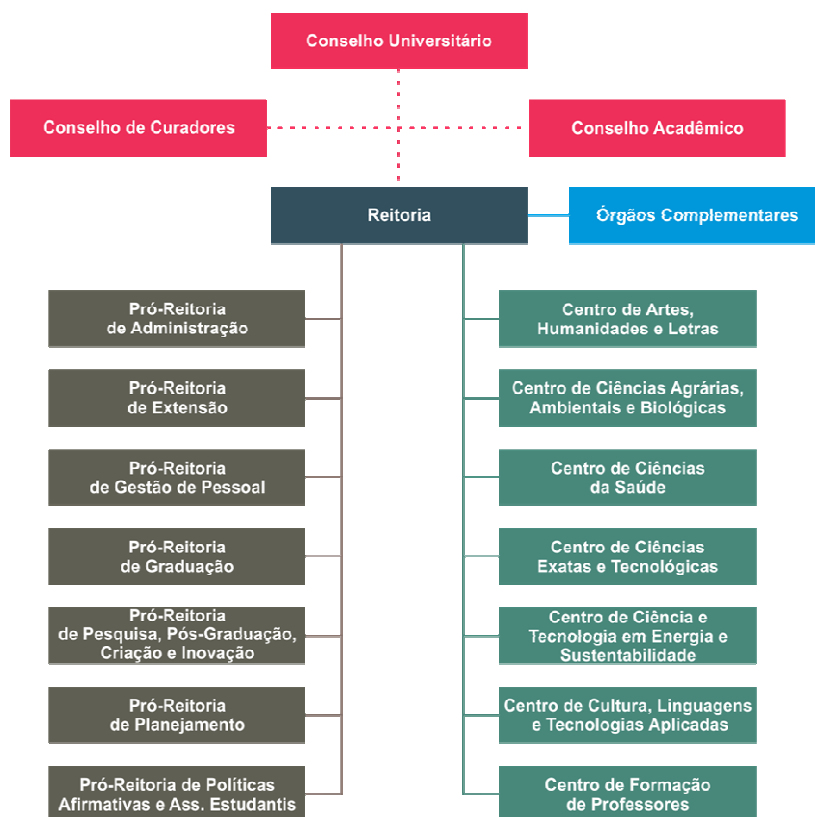 Conselho Universitário
Conselho de Curadores
Conselho Acadêmico
Reitoria
Órgãos Complementares
Pró-Reitoria
de Administração
Centro de Artes,
Humanidades e Letras
Pró-Reitoria
de Extensão
Centro de Ciências Agrárias,
Ambientais e Biológicas
Pró-Reitoria
de Gestão de Pessoal
Centro de Ciências
da Saúde
Pró-Reitoria
de Graduação
Centro de Ciências
Exatas e Tecnológicas
Pró-Reitoria
de Pesquisa, Pós-Graduação,
Criação e Inovação
Centro de Ciência e
Tecnologia em Energia e
Sustentabilidade
Pró-Reitoria
de Planejamento
Centro de Cultura, Linguagens
e Tecnologias Aplicadas
Pró-Reitoria de Políticas
Afirmativas e Ass. Estudantis
Centro de Formação
de Professores